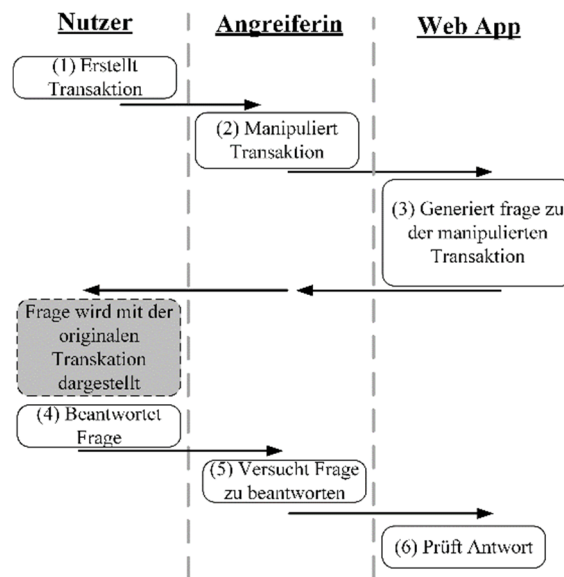 Nutzer
Angreiferin
Web App
(1) Erstellt
Transaktion
(2) Manipuliert
Transaktion
(3) Generiert frage zu
der manipulierten
Transaktion
Frage wird mit der
originalen
Transkation
dargestellt
(4) Beantwortet
Frage
(5) Versucht Frage
zu beantworten
(6) Prüft Antwort